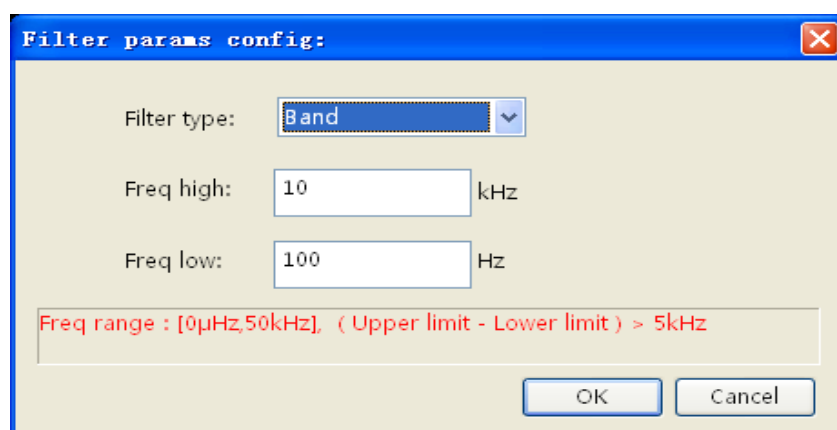 Filter params config:
Filter type: Band
Freq high: 10 kHz
Freq low: 100 Hz
Freq range : [0μHz,50kHz], ( Upper limit - Lower limit ) > 5kHz
OK Cancel